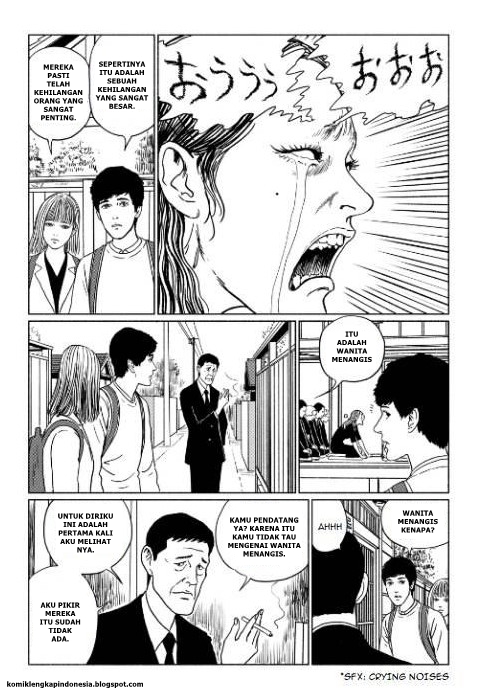 SEPERTINYA
ITU ADALAH
SEBUAH
KEHILANGAN
YANG SANGAT
BESAR.
MEREKA
PASTI
TELAH
KEHILANGAN
ORANG YANG
SANGAT
PENTING.
おううぅ
おおお
ITU
ADALAH
WANITA
MENANGIS
UNTUK DIRIKU
INI ADALAH
PERTAMA KALI
AKU MELIHAT
NYA.
AKU PIKIR
MEREKA
ITU SUDAH
TIDAK
ADA.
KAMU PENDATANG
YA? KARENA ITU
KAMU TIDAK TAU
MENGENAI WANITA
MENANGIS.
AHHH
WANITA
MENANGIS
KENAPA?
*SFX: CRYING NOISES
komiklengkapindonesia.blogspot.com